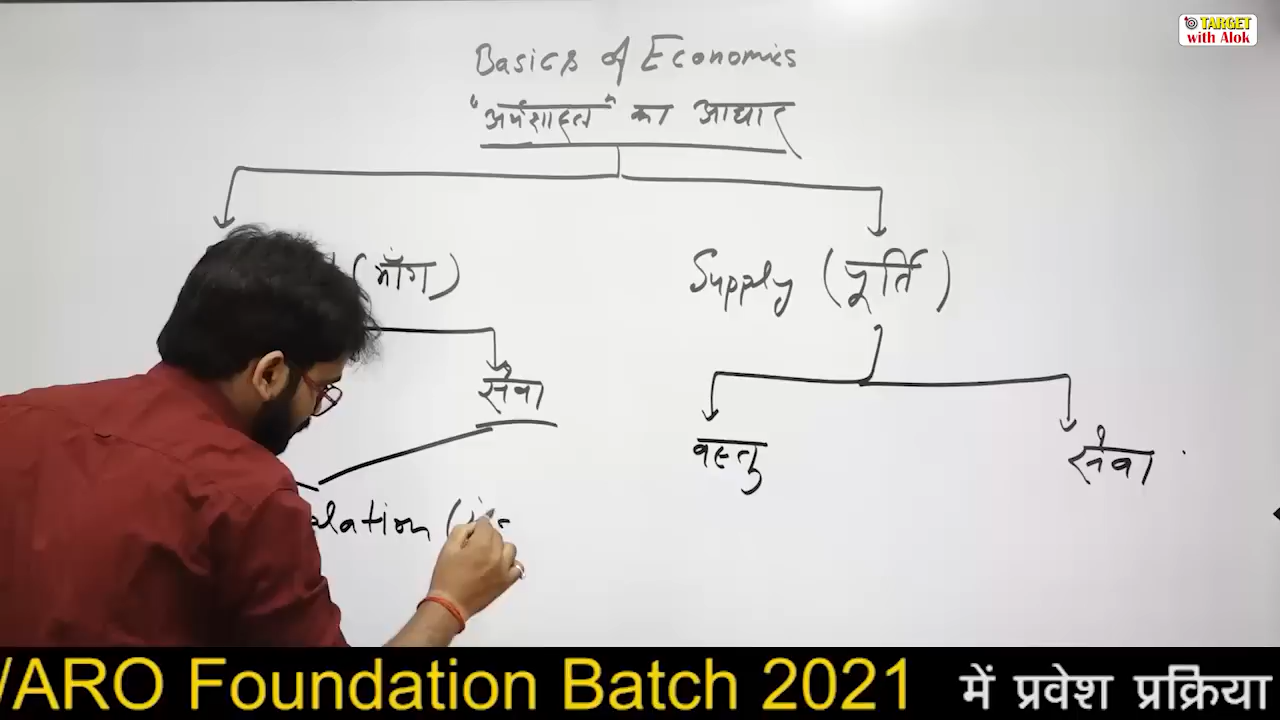 TARGET
with Alok
Basics of Economics
"अर्थशास्त्र" का आधार
(माँग)
Supply (पूर्ति)
सेवा
वस्तु
सेवा
lation (
/ARO Foundation Batch 2021 में प्रवेश प्रक्रिया